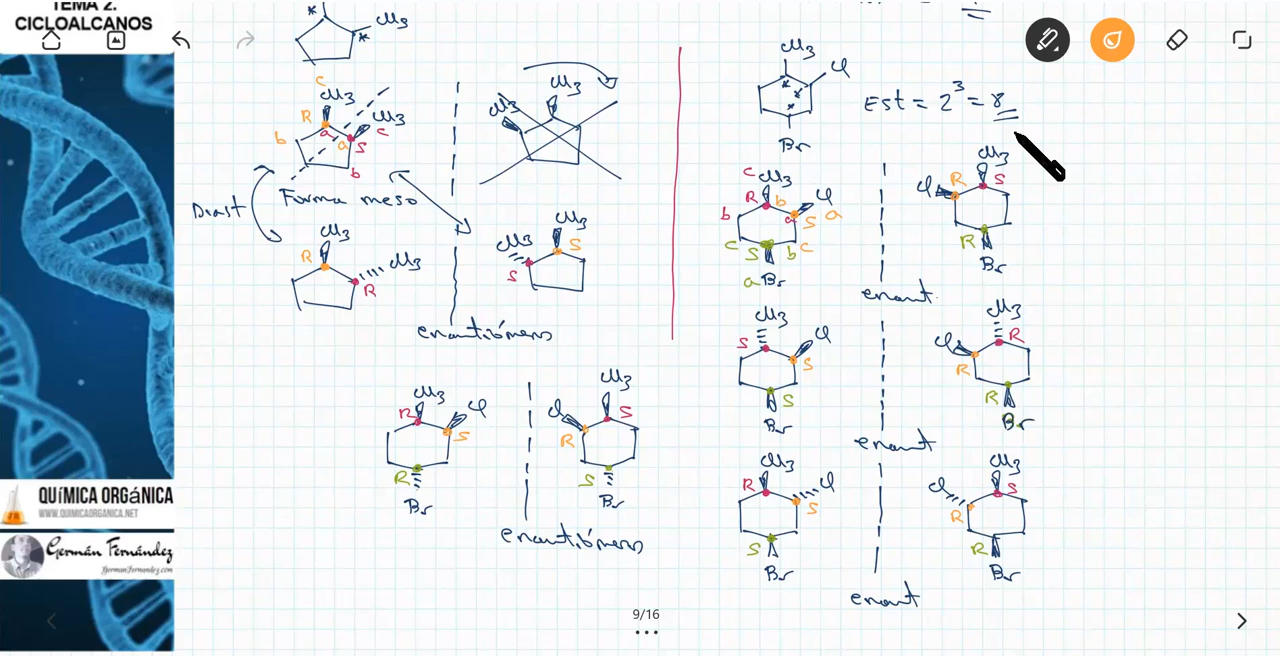 TEMA 2.
CICLOALCANOS
CH3
CH3
R
CH3
a
a
S
c
b
b
c
Forma meso
CH3
CH3
Diast
R
CH3
CH3
R
CH3
CH3
S
S
enantiómeros
R
CH3
Cl
S
R
Br
Cl
CH3
S
R
S
Br
enantiómeros
CH3
Cl
Br
Est = 2³ = 8
c
CH3
R
b
Cl
a
b
a
S
c
S
b
c
a
Br
Cl
R
CH3
S
R
Br
enant.
CH3
S
Cl
S
S
Br
CH3
Cl
R
R
R
Br
enant
CH3
R
Cl
S
S
Br
CH3
Cl
S
R
R
Br
enant
QUÍMICA ORGÁNICA
WWW.QUIMICAORGANICA.NET
Germán Fernández
GermanFernandez.com
9/16